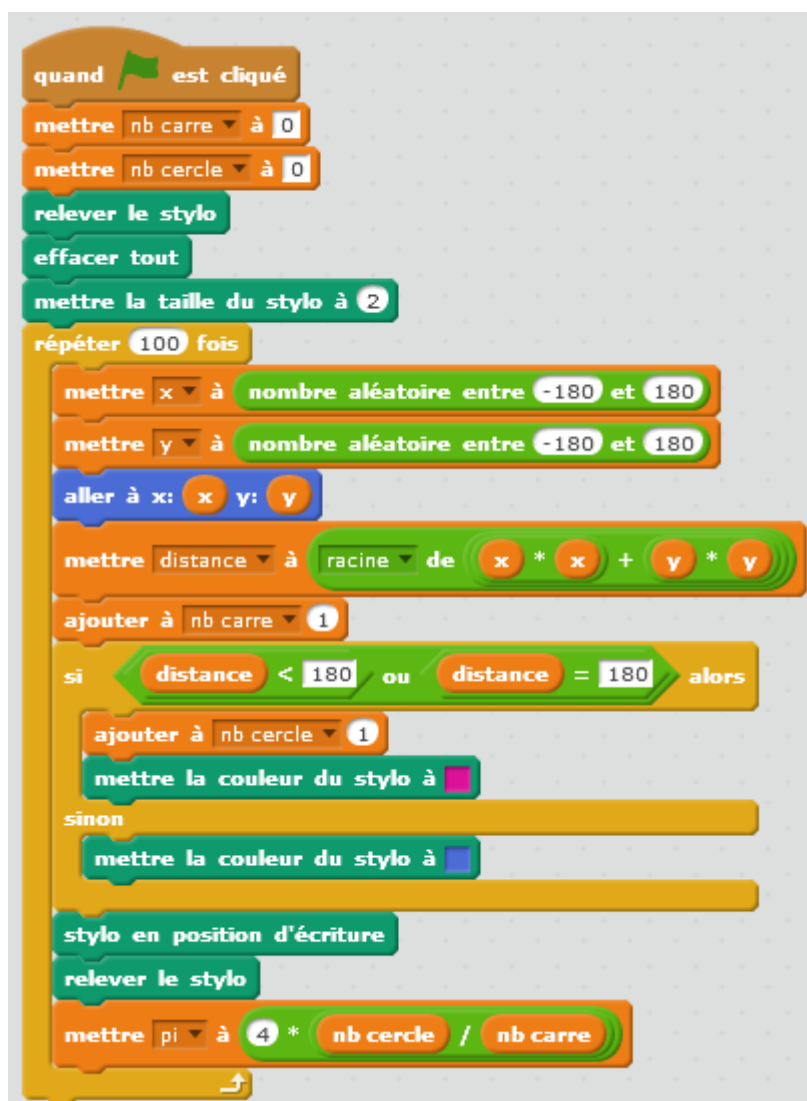 quand est cliqué
mettre nb carre à 0
mettre nb cercle à 0
relever le stylo
effacer tout
mettre la taille du stylo à 2
répéter 100 fois
mettre x à nombre aléatoire entre -180 et 180
mettre y à nombre aléatoire entre -180 et 180
aller à x: x y: y
mettre distance à racine de x * x + y * y
ajouter à nb carre 1
si distance < 180 ou distance = 180 alors
ajouter à nb cercle 1
mettre la couleur du stylo à
sinon
mettre la couleur du stylo à
stylo en position d'écriture
relever le stylo
mettre pi à 4 * nb cercle / nb carre